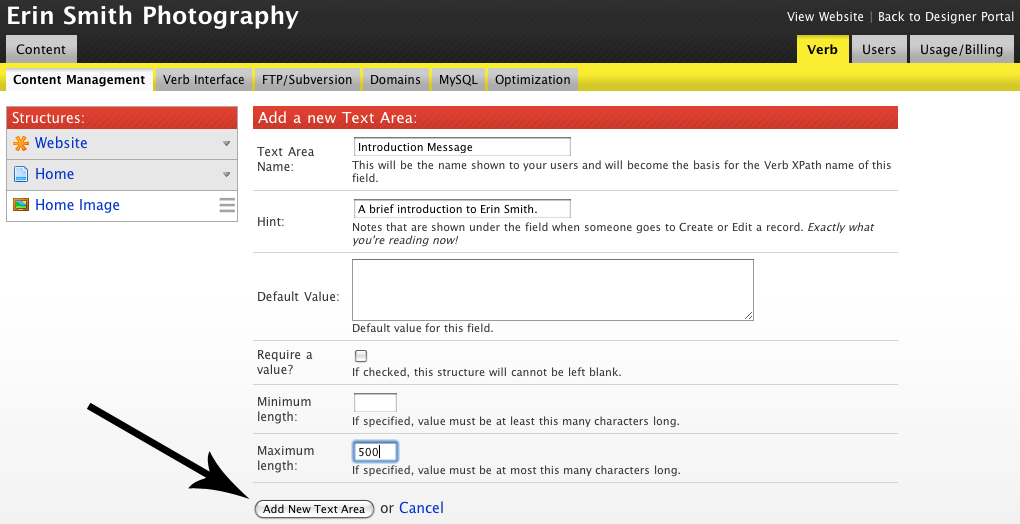 Erin Smith Photography
View Website | Back to Designer Portal
Content
Verb
Users
Usage/Billing
Content Management
Verb Interface
FTP/Subversion
Domains
MySQL
Optimization
Structures:
Website
Home
Home Image
Add a new Text Area:
Text Area
Name:
Introduction Message
This will be the name shown to your users and will become the basis for the Verb XPath name of this
field.
Hint:
A brief introduction to Erin Smith.
Notes that are shown under the field when someone goes to Create or Edit a record. Exactly what
you're reading now!
Default Value:
Default value for this field.
Require a
value?
If checked, this structure will cannot be left blank.
Minimum
length:
If specified, value must be at least this many characters long.
Maximum
length:
500
If specified, value must be at most this many characters long.
Add New Text Area or Cancel